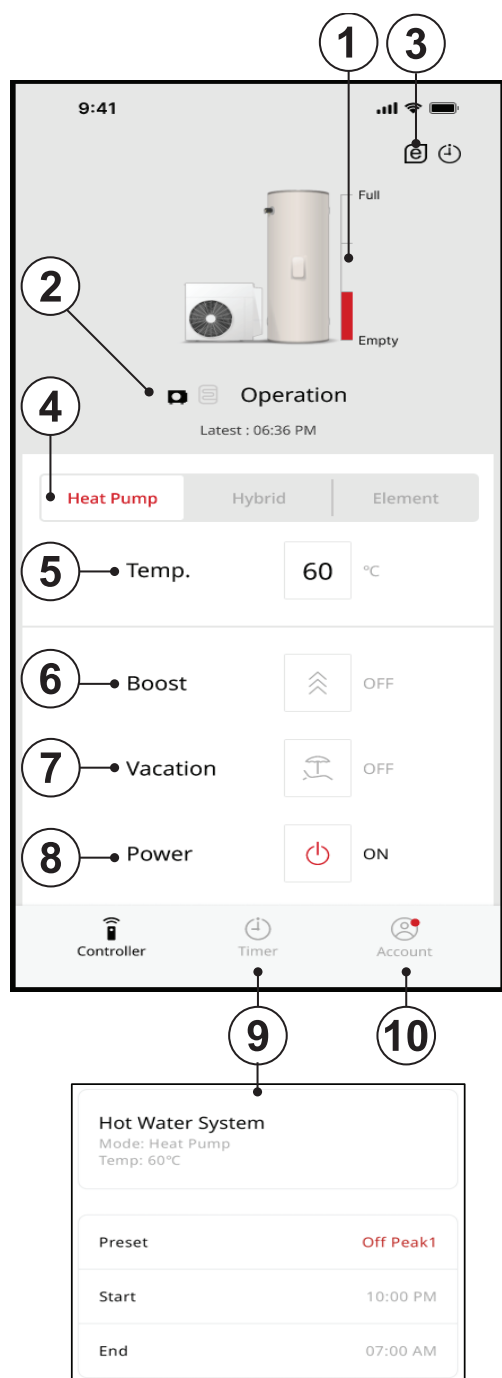 1 3
9:41
e
Full
2
Empty
4
Operation
Latest : 06:36 PM
Heat Pump Hybrid Element
5 Temp. 60 °C
6 Boost OFF
7 Vacation OFF
8 Power ON
Controller Timer Account
9 10
Hot Water System
Mode: Heat Pump
Temp: 60℃
Preset Off Peak1
Start 10:00 PM
End 07:00 AM